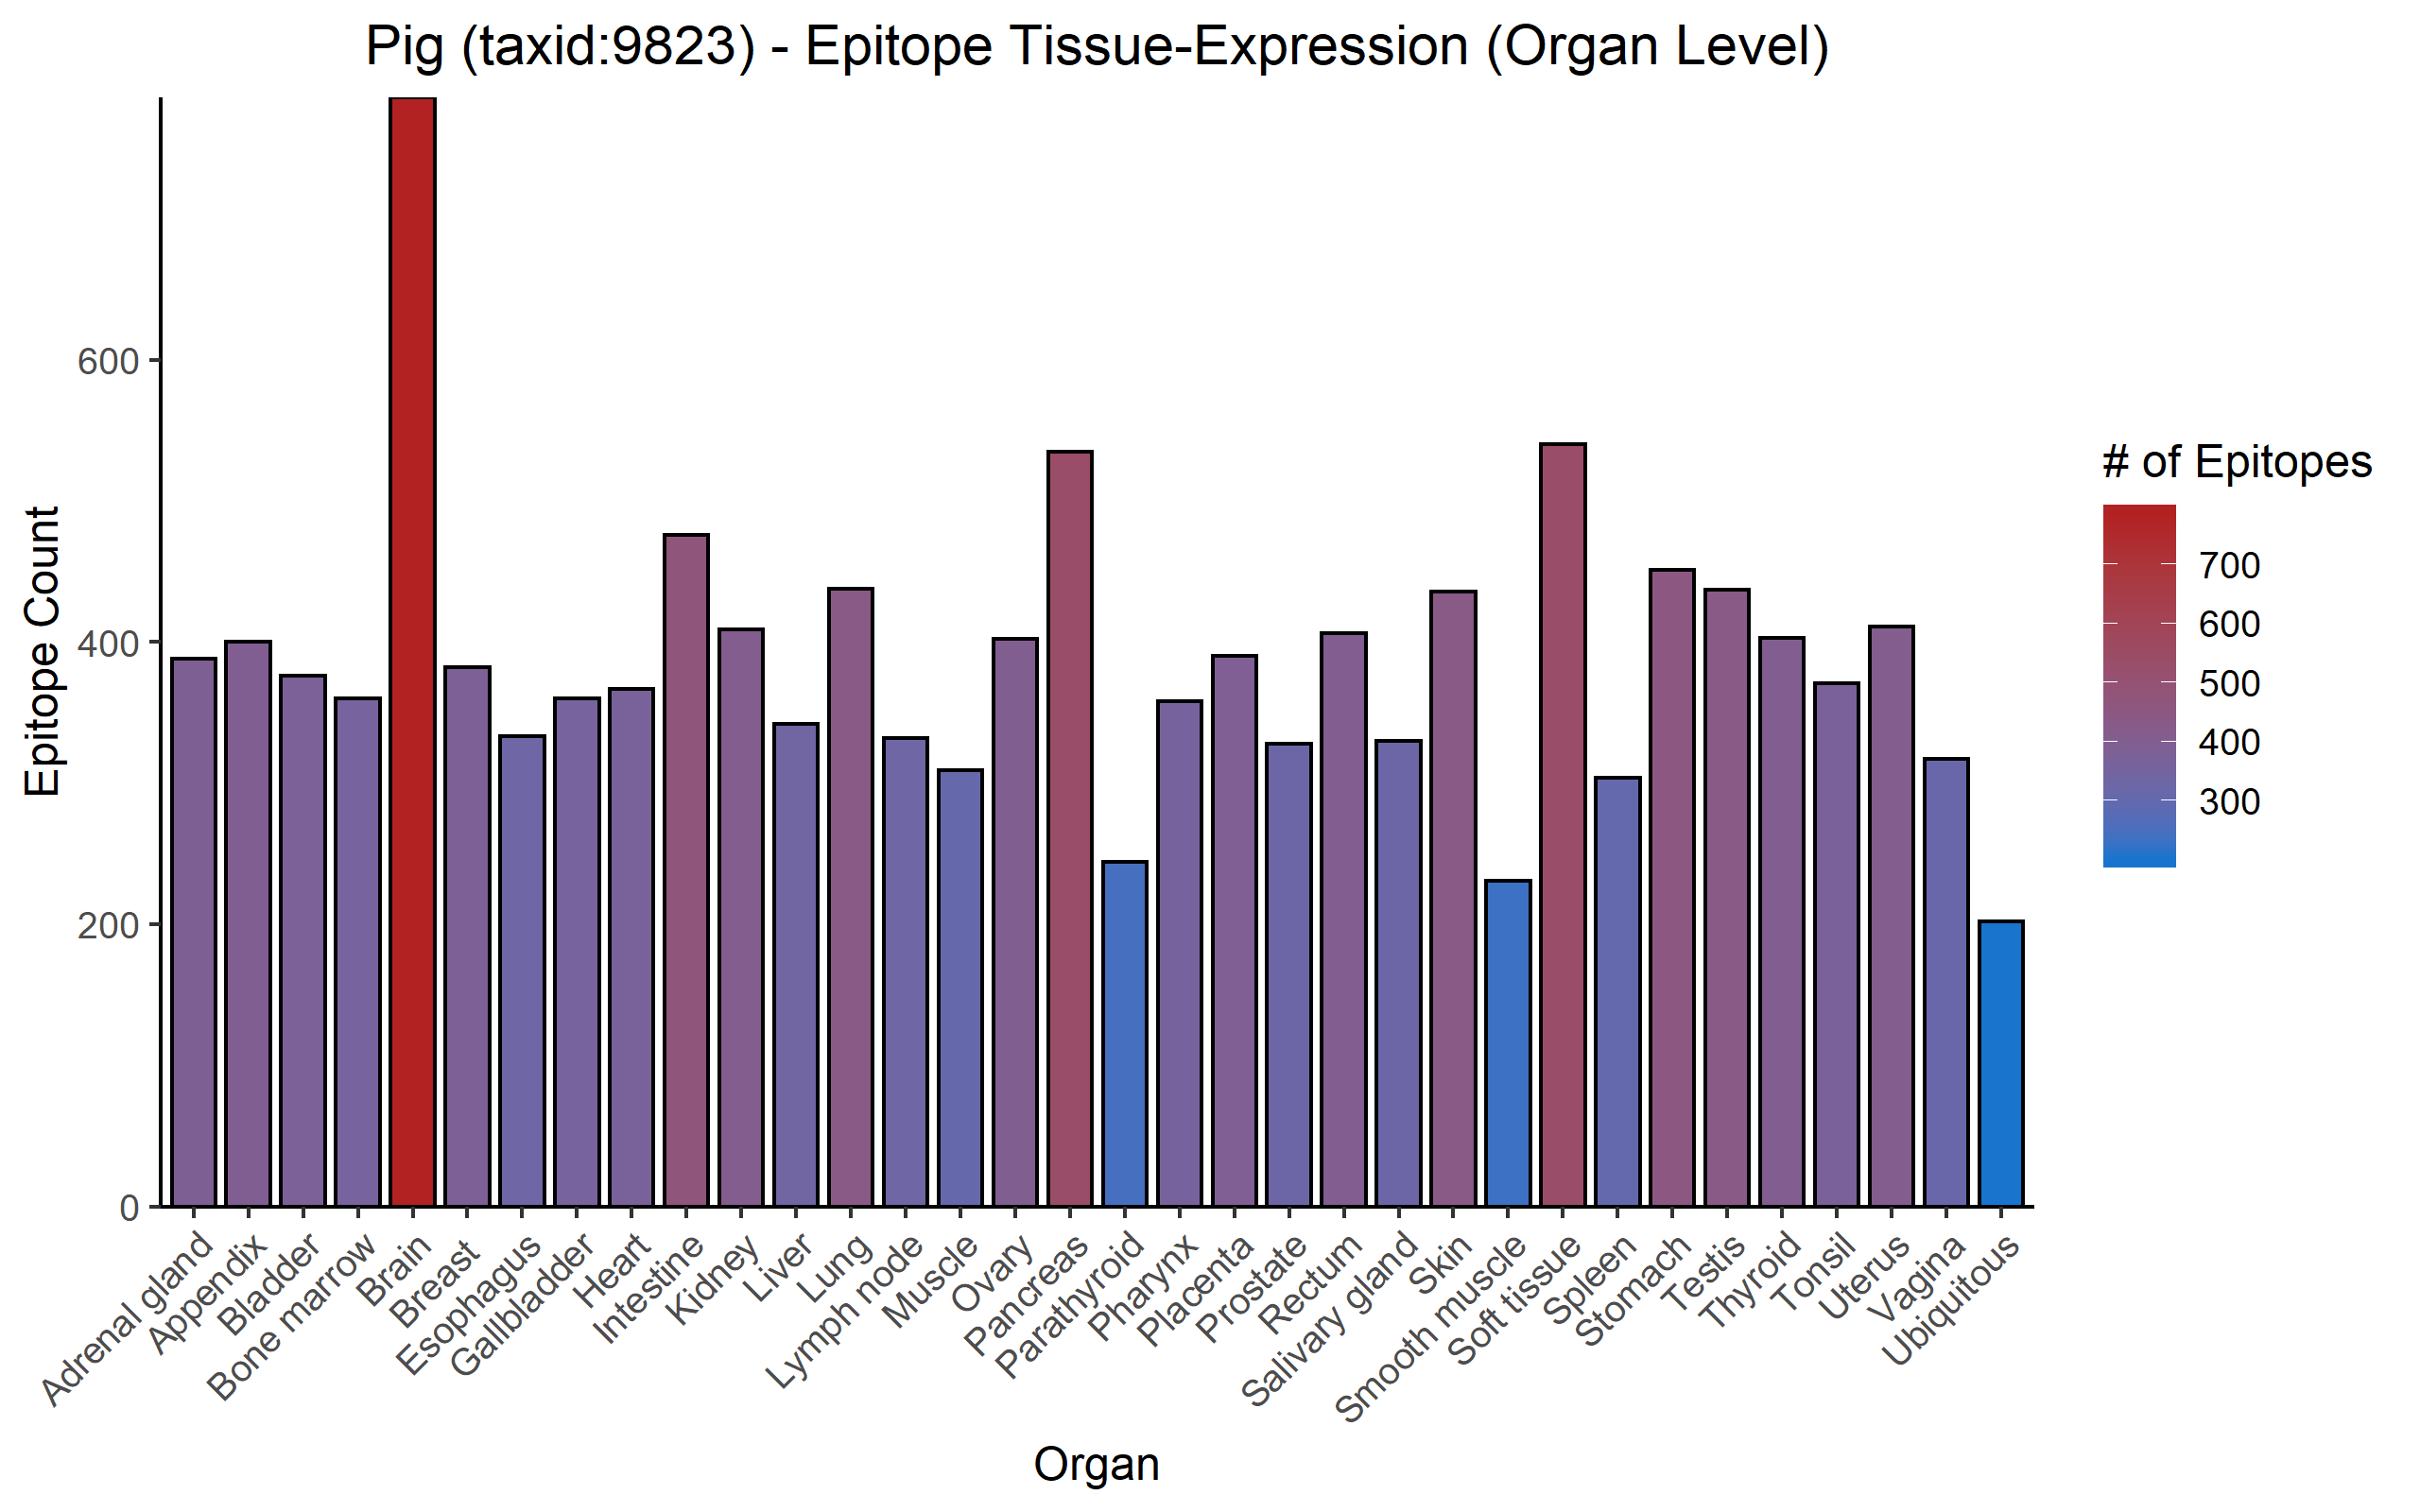 Pig (taxid:9823) - Epitope Tissue-Expression (Organ Level)
Epitope Count
600
400
200
0
Adrenal gland
Appendix
Bladder
Bone marrow
Brain
Breast
Esophagus
Gallbladder
Heart
Intestine
Kidney
Liver
Lung
Lymph node
Muscle
Ovary
Pancreas
Parathyroid
Pharynx
Placenta
Prostate
Rectum
Salivary gland
Skin
Smooth muscle
Soft tissue
Spleen
Stomach
Testis
Thyroid
Tonsil
Uterus
Vagina
Ubiquitous
Organ
# of Epitopes
700
600
500
400
300